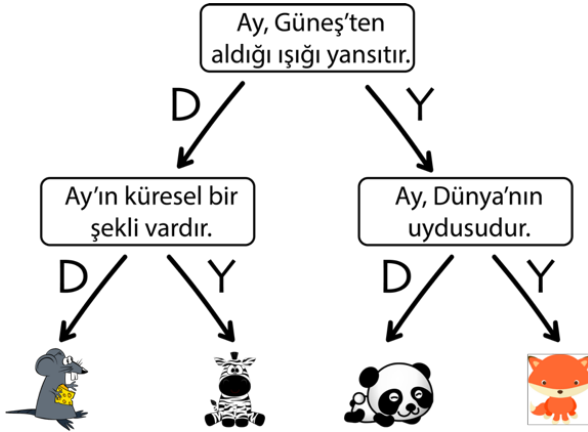 Ay, Güneş’ten
aldığı ışığı yansıtır.
D
Y
Ay’ın küresel bir
şekli vardır.
Ay, Dünya’nın
uydusudur.
D
Y
D
Y